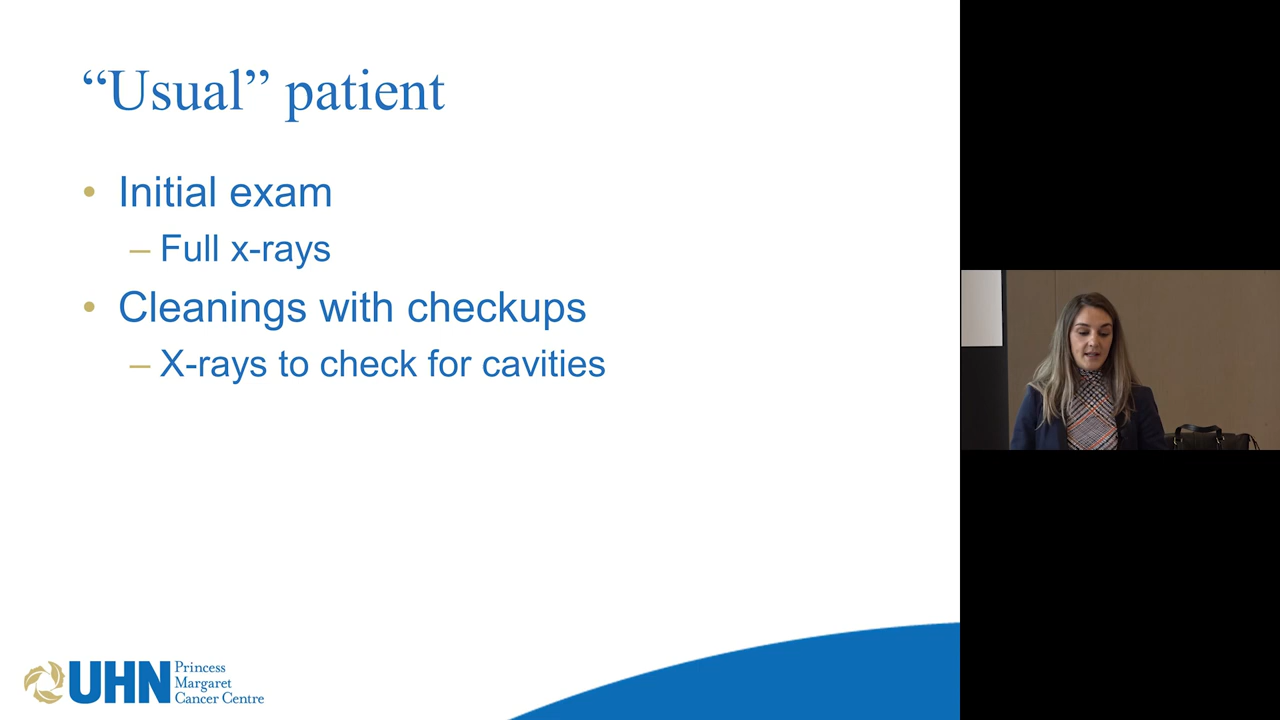 “Usual” patient
• Initial exam
– Full x-rays
• Cleanings with checkups
– X-rays to check for cavities
UHN
Princess
Margaret
Cancer Centre